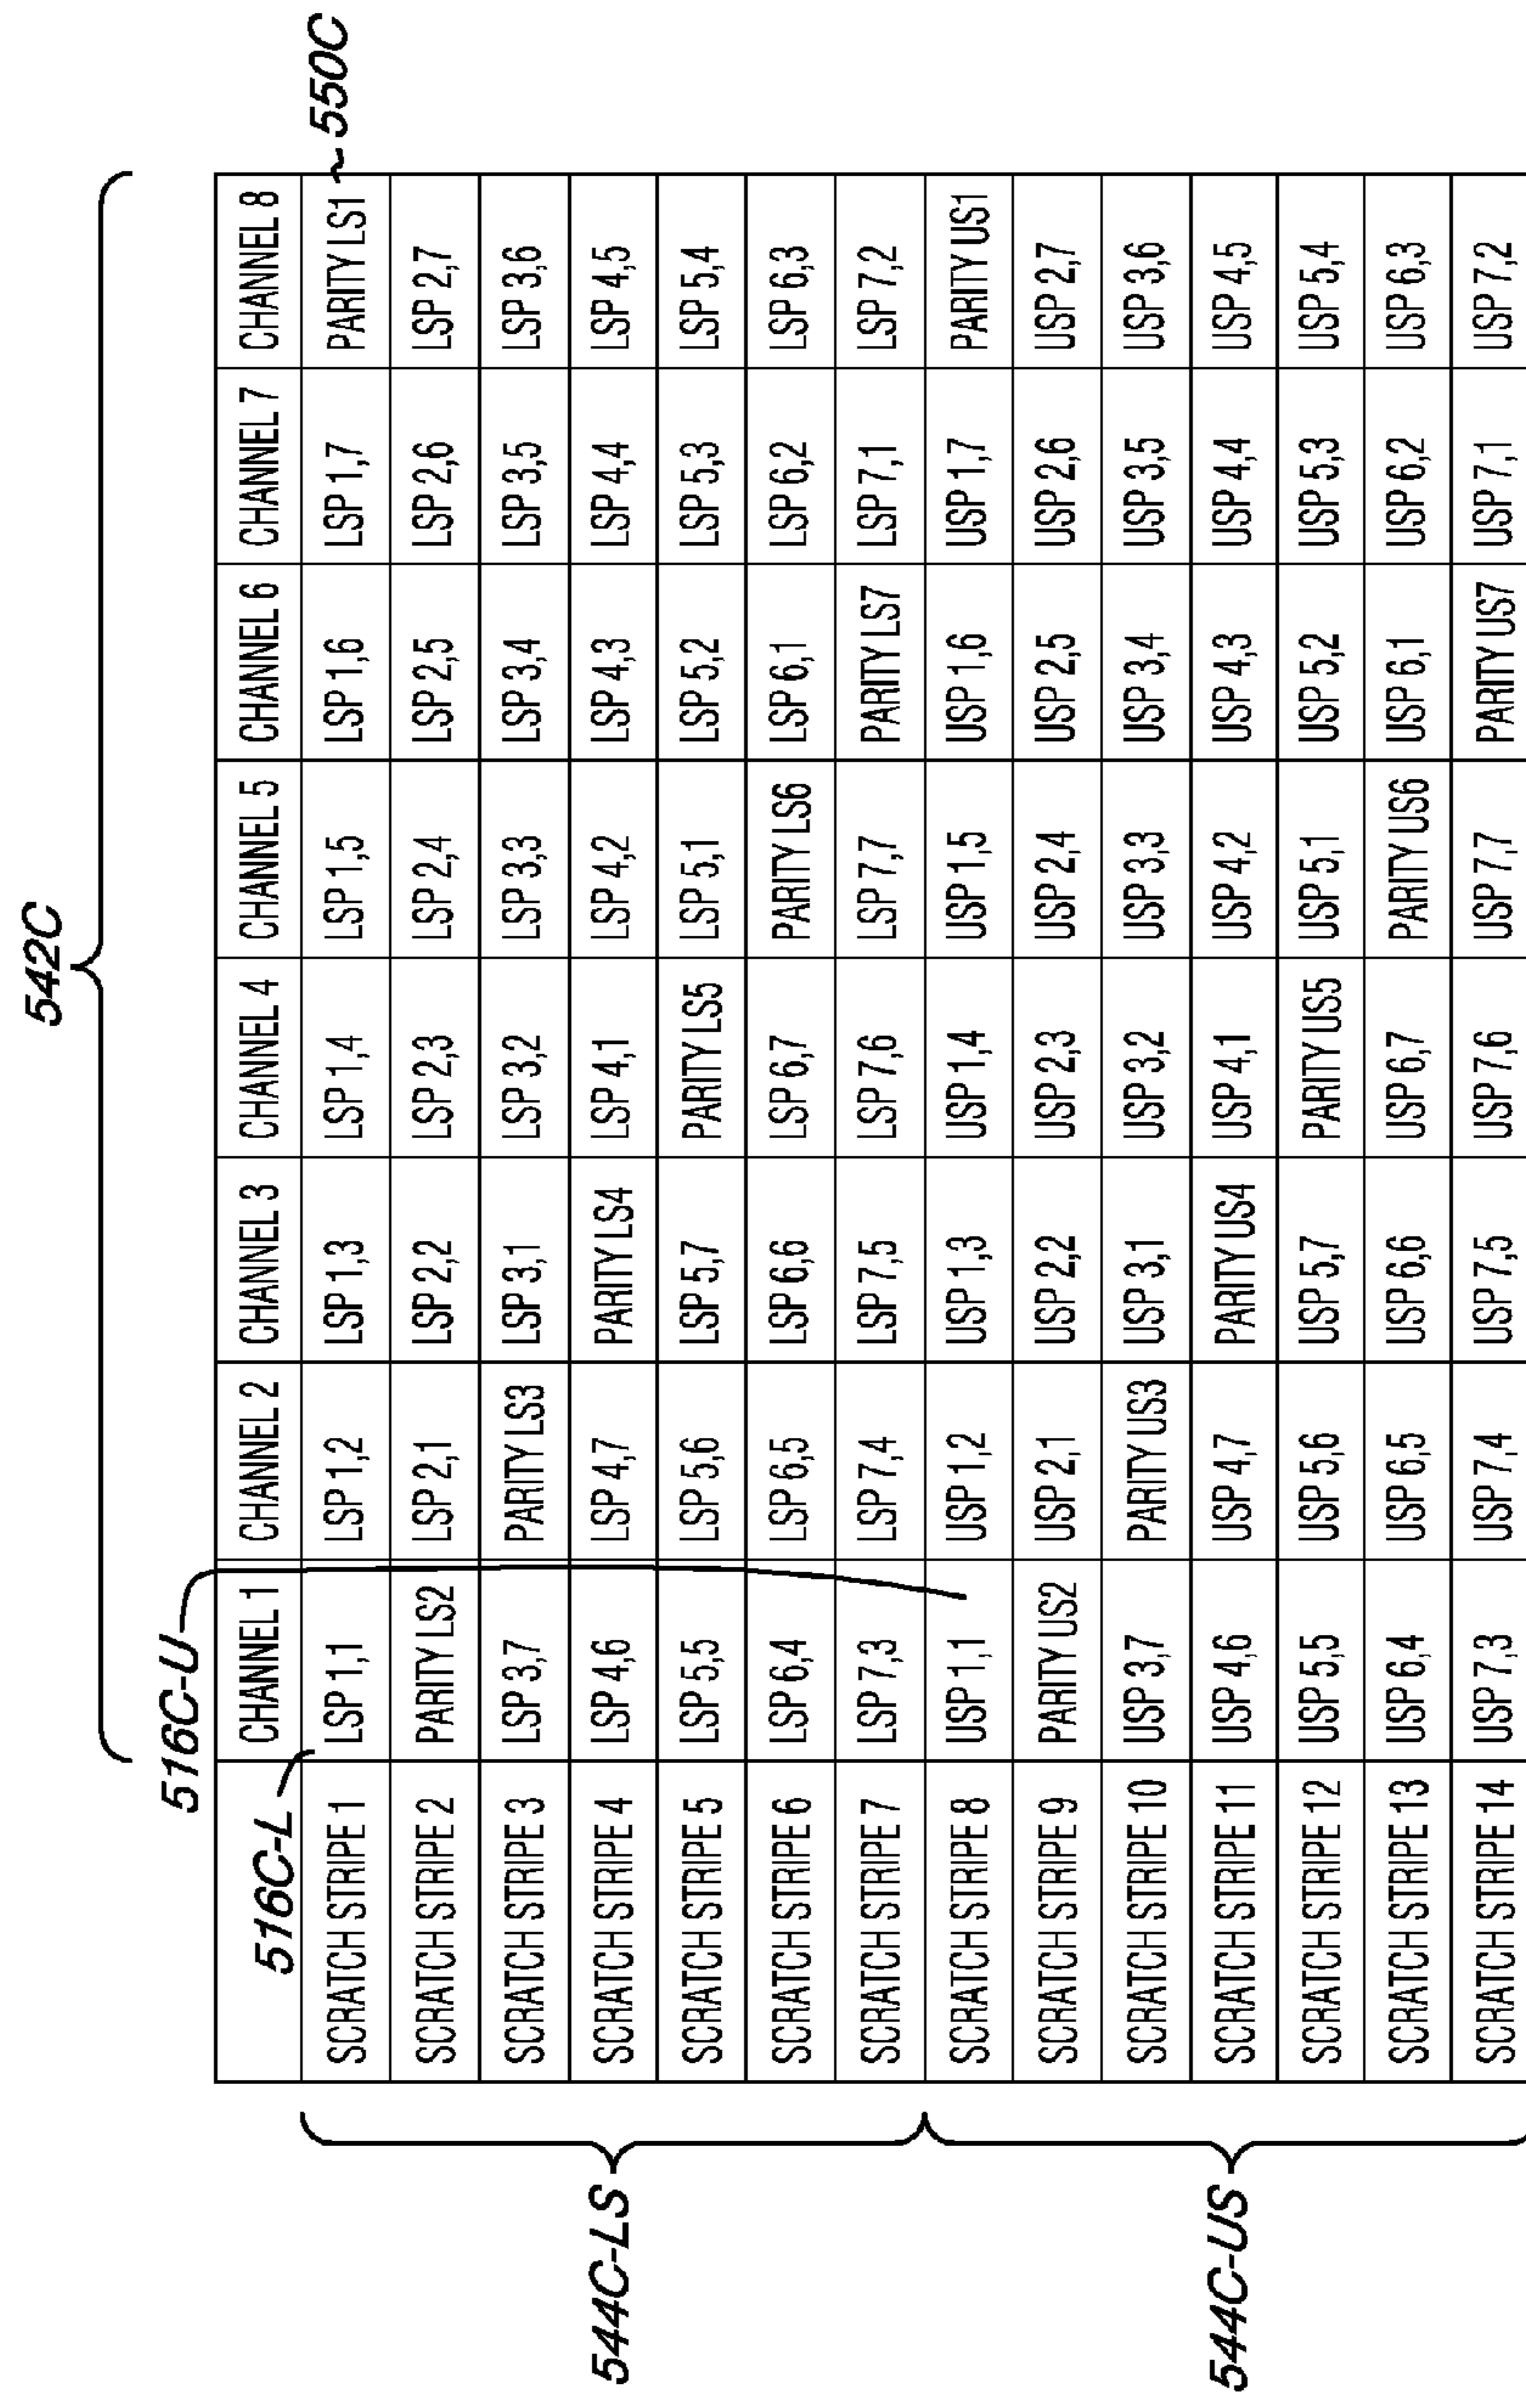 542C
516C-U
516C-L
550C
CHANNEL 1 CHANNEL 2 CHANNEL 3 CHANNEL 4 CHANNEL 5 CHANNEL 6 CHANNEL 7 CHANNEL 8
SCRATCH STRIPE 1 LSP 1,1 LSP 1,2 LSP 1,3 LSP 1,4 LSP 1,5 LSP 1,6 LSP 1,7 PARITY LS1
SCRATCH STRIPE 2 PARITY LS2 LSP 2,1 LSP 2,2 LSP 2,3 LSP 2,4 LSP 2,5 LSP 2,6 LSP 2,7
SCRATCH STRIPE 3 LSP 3,7 PARITY LS3 LSP 3,1 LSP 3,2 LSP 3,3 LSP 3,4 LSP 3,5 LSP 3,6
SCRATCH STRIPE 4 LSP 4,6 LSP 4,7 PARITY LS4 LSP 4,1 LSP 4,2 LSP 4,3 LSP 4,4 LSP 4,5
SCRATCH STRIPE 5 LSP 5,5 LSP 5,6 LSP 5,7 PARITY LS5 LSP 5,1 LSP 5,2 LSP 5,3 LSP 5,4
SCRATCH STRIPE 6 LSP 6,4 LSP 6,5 LSP 6,6 LSP 6,7 PARITY LS6 LSP 6,1 LSP 6,2 LSP 6,3
SCRATCH STRIPE 7 LSP 7,3 LSP 7,4 LSP 7,5 LSP 7,6 LSP 7,7 PARITY LS7 LSP 7,1 LSP 7,2
SCRATCH STRIPE 8 USP 1,1 USP 1,2 USP 1,3 USP 1,4 USP 1,5 USP 1,6 USP 1,7 PARITY US1
SCRATCH STRIPE 9 PARITY US2 USP 2,1 USP 2,2 USP 2,3 USP 2,4 USP 2,5 USP 2,6 USP 2,7
SCRATCH STRIPE 10 USP 3,7 PARITY US3 USP 3,1 USP 3,2 USP 3,3 USP 3,4 USP 3,5 USP 3,6
SCRATCH STRIPE 11 USP 4,6 USP 4,7 PARITY US4 USP 4,1 USP 4,2 USP 4,3 USP 4,4 USP 4,5
SCRATCH STRIPE 12 USP 5,5 USP 5,6 USP 5,7 PARITY US5 USP 5,1 USP 5,2 USP 5,3 USP 5,4
SCRATCH STRIPE 13 USP 6,4 USP 6,5 USP 6,6 USP 6,7 PARITY US6 USP 6,1 USP 6,2 USP 6,3
SCRATCH STRIPE 14 USP 7,3 USP 7,4 USP 7,5 USP 7,6 USP 7,7 PARITY US7 USP 7,1 USP 7,2
544C-LS
544C-US